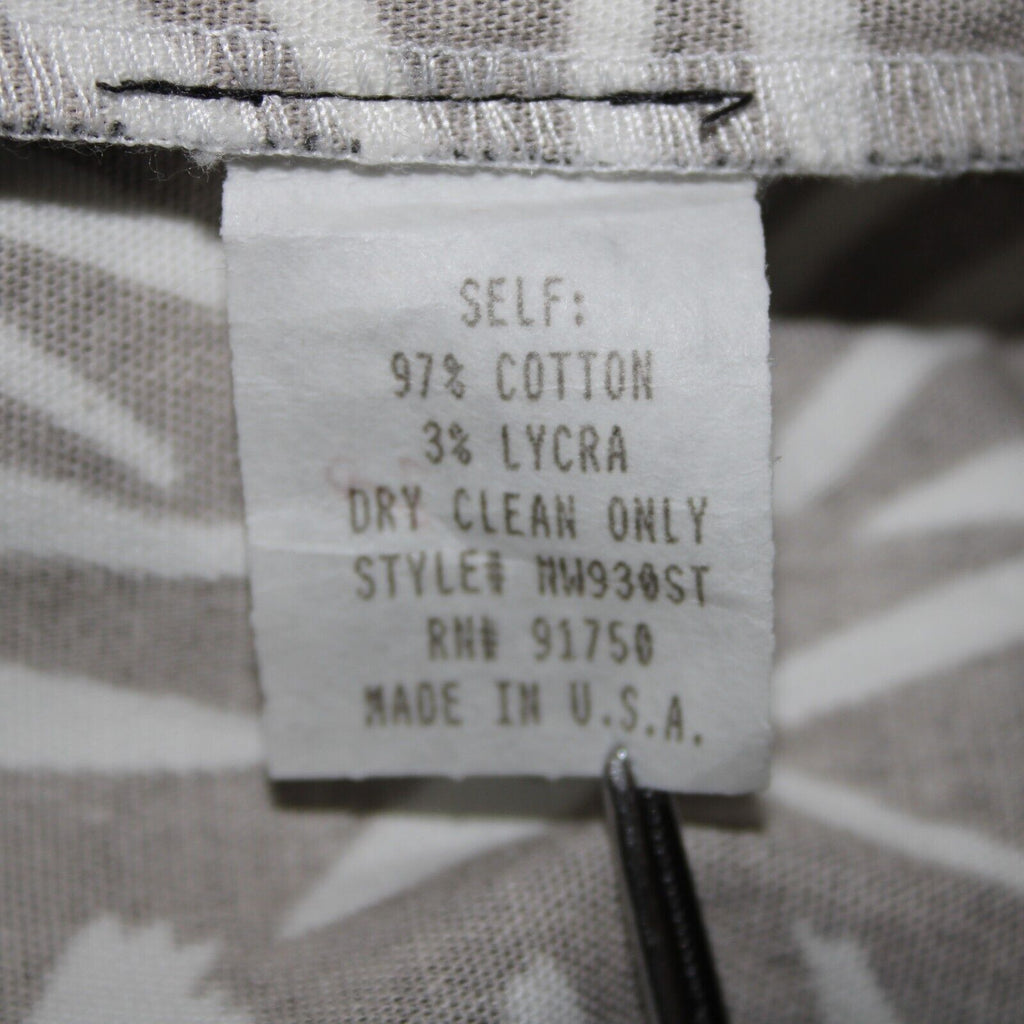 SELF:
97% COTTON
3% LYCRA
DRY CLEAN ONLY
STYLE# MW930ST
RN# 91750
MADE IN U.S.A.